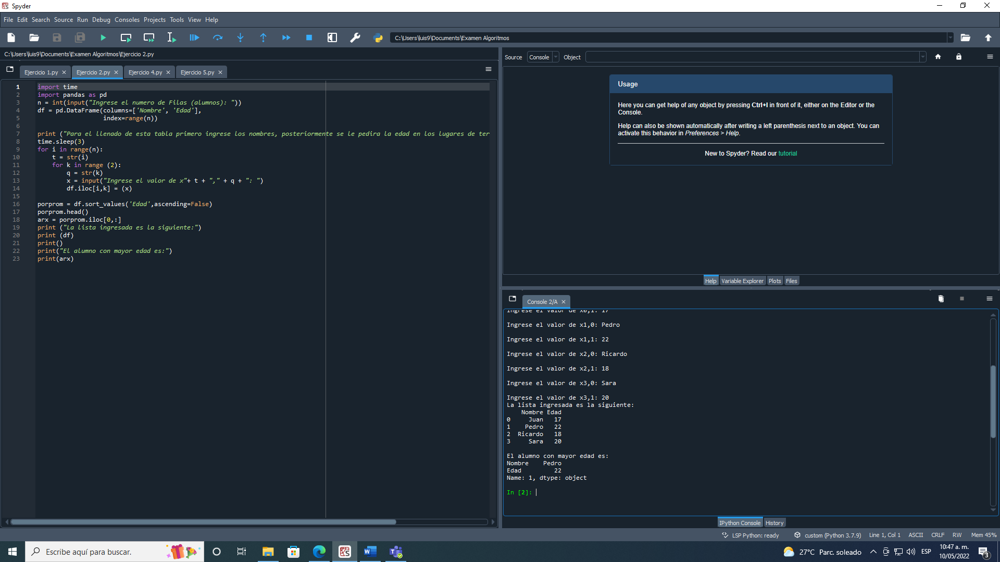 Spyder
File Edit Search Source Run Debug Consoles Projects Tools View Help
C:\Users\luis9\Documents\Examen Algoritmos
C:\Users\luis9\Documents\Examen Algoritmos\Ejercicio 2.py
Ejercicio 1.py Ejercicio 2.py Ejercicio 4.py Ejercicio 5.py
1 import time
2 import pandas as pd
3 n = int(input("Ingrese el numero de Filas (alumnos): "))
4 df = pd.DataFrame(columns=['Nombre', 'Edad'],
5                   index=range(n))
6
7 print ("Para el llenado de esta tabla primero ingrese los nombres, posteriormente se le pedira la edad en los lugares de ter
8 time.sleep(3)
9 for i in range(n):
10     t = str(i)
11     for k in range (2):
12         q = str(k)
13         x = input("Ingrese el valor de x"+ t + "," + q + ": ")
14         df.iloc[i,k] = (x)
15
16 porprom = df.sort_values('Edad',ascending=False)
17 porprom.head()
18 arx = porprom.iloc[0,:]
19 print ("La lista ingresada es la siguiente:")
20 print (df)
21 print()
22 print("El alumno con mayor edad es:")
23 print(arx)
Source Console Object
Usage
Here you can get help of any object by pressing Ctrl+I in front of it, either on the Editor or the
Console.
Help can also be shown automatically after writing a left parenthesis next to an object. You can
activate this behavior in Preferences > Help.
New to Spyder? Read our tutorial
Help Variable Explorer Plots Files
Console 2/A
Ingrese el valor de x0,1: 17
Ingrese el valor de x1,0: Pedro
Ingrese el valor de x1,1: 22
Ingrese el valor de x2,0: Ricardo
Ingrese el valor de x2,1: 18
Ingrese el valor de x3,0: Sara
Ingrese el valor de x3,1: 20
La lista ingresada es la siguiente:
    Nombre Edad
0     Juan   17
1    Pedro   22
2  Ricardo   18
3     Sara   20
El alumno con mayor edad es:
Nombre    Pedro
Edad         22
Name: 1, dtype: object
In [2]:
IPython Console History
LSP Python: ready custom (Python 3.7.9) Line 1, Col 1 ASCII CRLF RW Mem 45%
Escribe aquí para buscar.
27°C Parc. soleado ESP 10:47 a. m.
10/05/2022
3